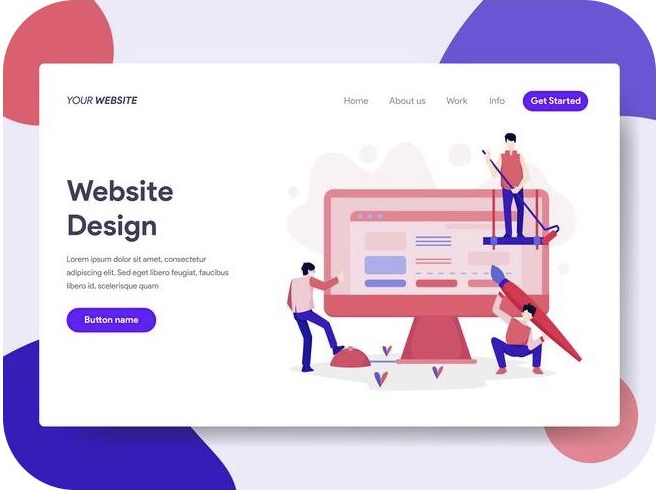 YOUR WEBSITE
Home About us Work Info Get Started
Website
Design
Lorem ipsum dolor sit amet, consectetur
adipiscing elit. Sed eget libero feugiat, faucibus
libero id, scelerisque quam
Button name